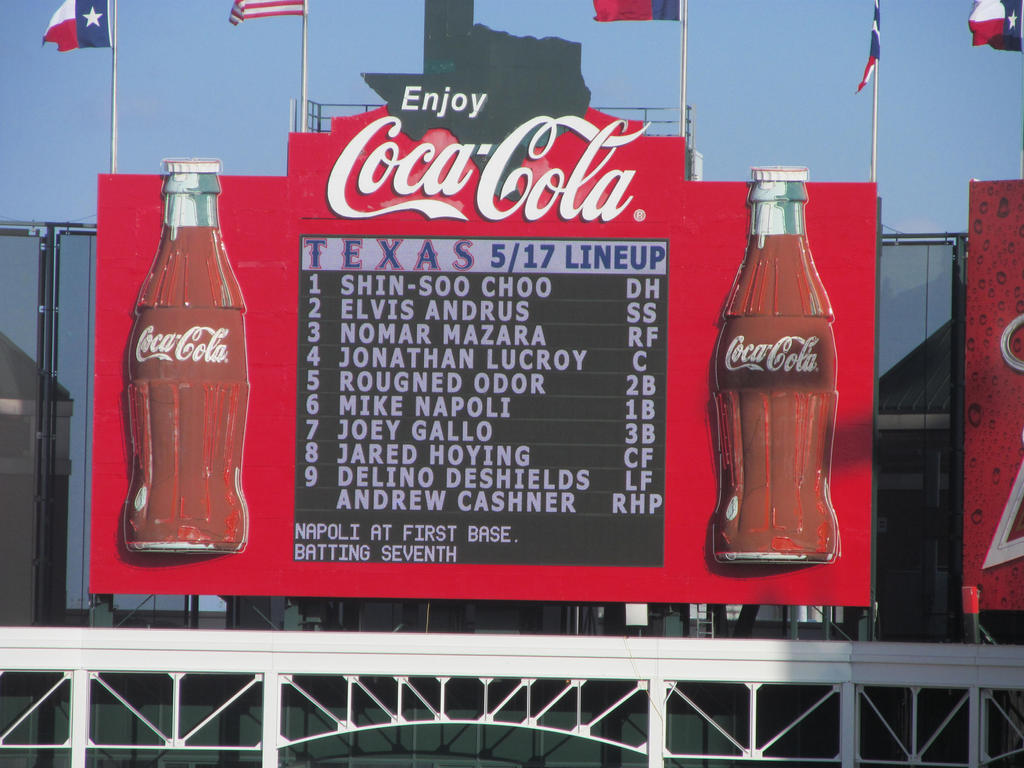 Enjoy
Coca-Cola ®
TEXAS 5/17 LINEUP
1 SHIN-SOO CHOO DH
2 ELVIS ANDRUS SS
3 NOMAR MAZARA RF
4 JONATHAN LUCROY C
5 ROUGNED ODOR 2B
6 MIKE NAPOLI 1B
7 JOEY GALLO 3B
8 JARED HOYING CF
9 DELINO DESHIELDS LF
ANDREW CASHNER RHP
NAPOLI AT FIRST BASE.
BATTING SEVENTH
Coca-Cola
Coca-Cola